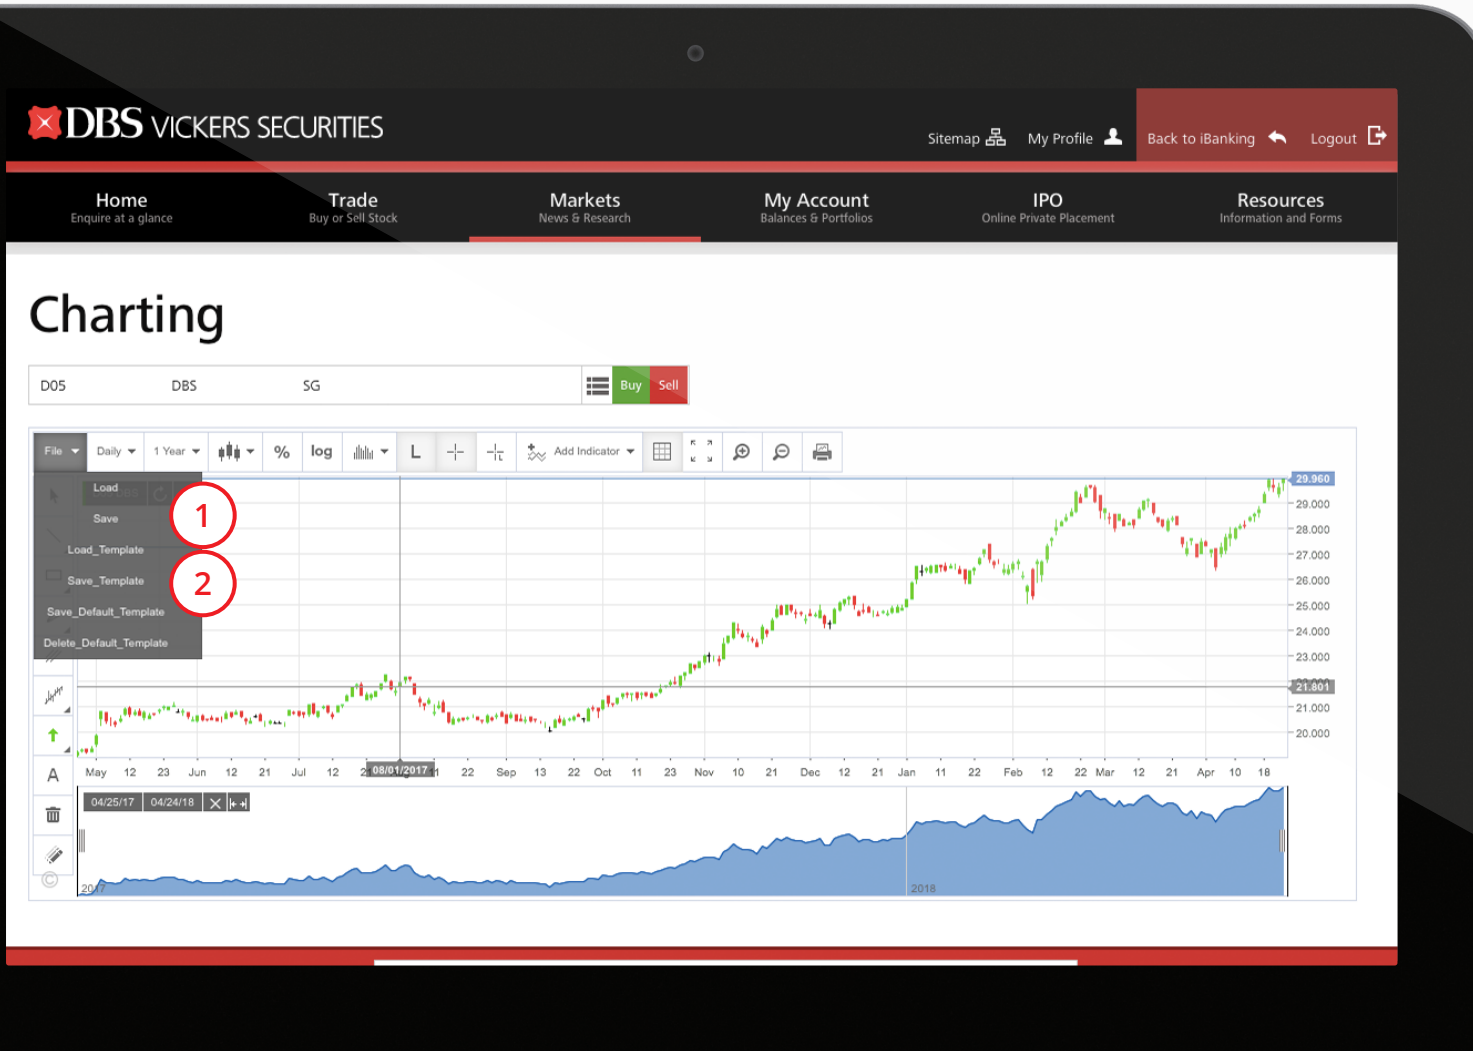 DBS VICKERS SECURITIES
Sitemap My Profile Back to iBanking Logout
Home Trade Markets My Account IPO Resources
Enquire at a glance Buy or Sell Stock News & Research Balances & Portfolios Online Private Placement Information and Forms
Charting
D05 DBS SG Buy Sell
File Daily 1 Year % log L Add Indicator
Load
Save
1
Load_Template
2
Save_Template
Save_Default_Template
Delete_Default_Template
29.960
29.000
28.000
27.000
26.000
25.000
24.000
23.000
21.801
21.000
20.000
A
May 12 23 Jun 12 21 Jul 12 08/01/2017 22 Sep 13 22 Oct 11 23 Nov 10 21 Dec 12 21 Jan 11 22 Feb 12 22 Mar 12 21 Apr 10 18
04/25/17 04/24/18
2017 2018
©